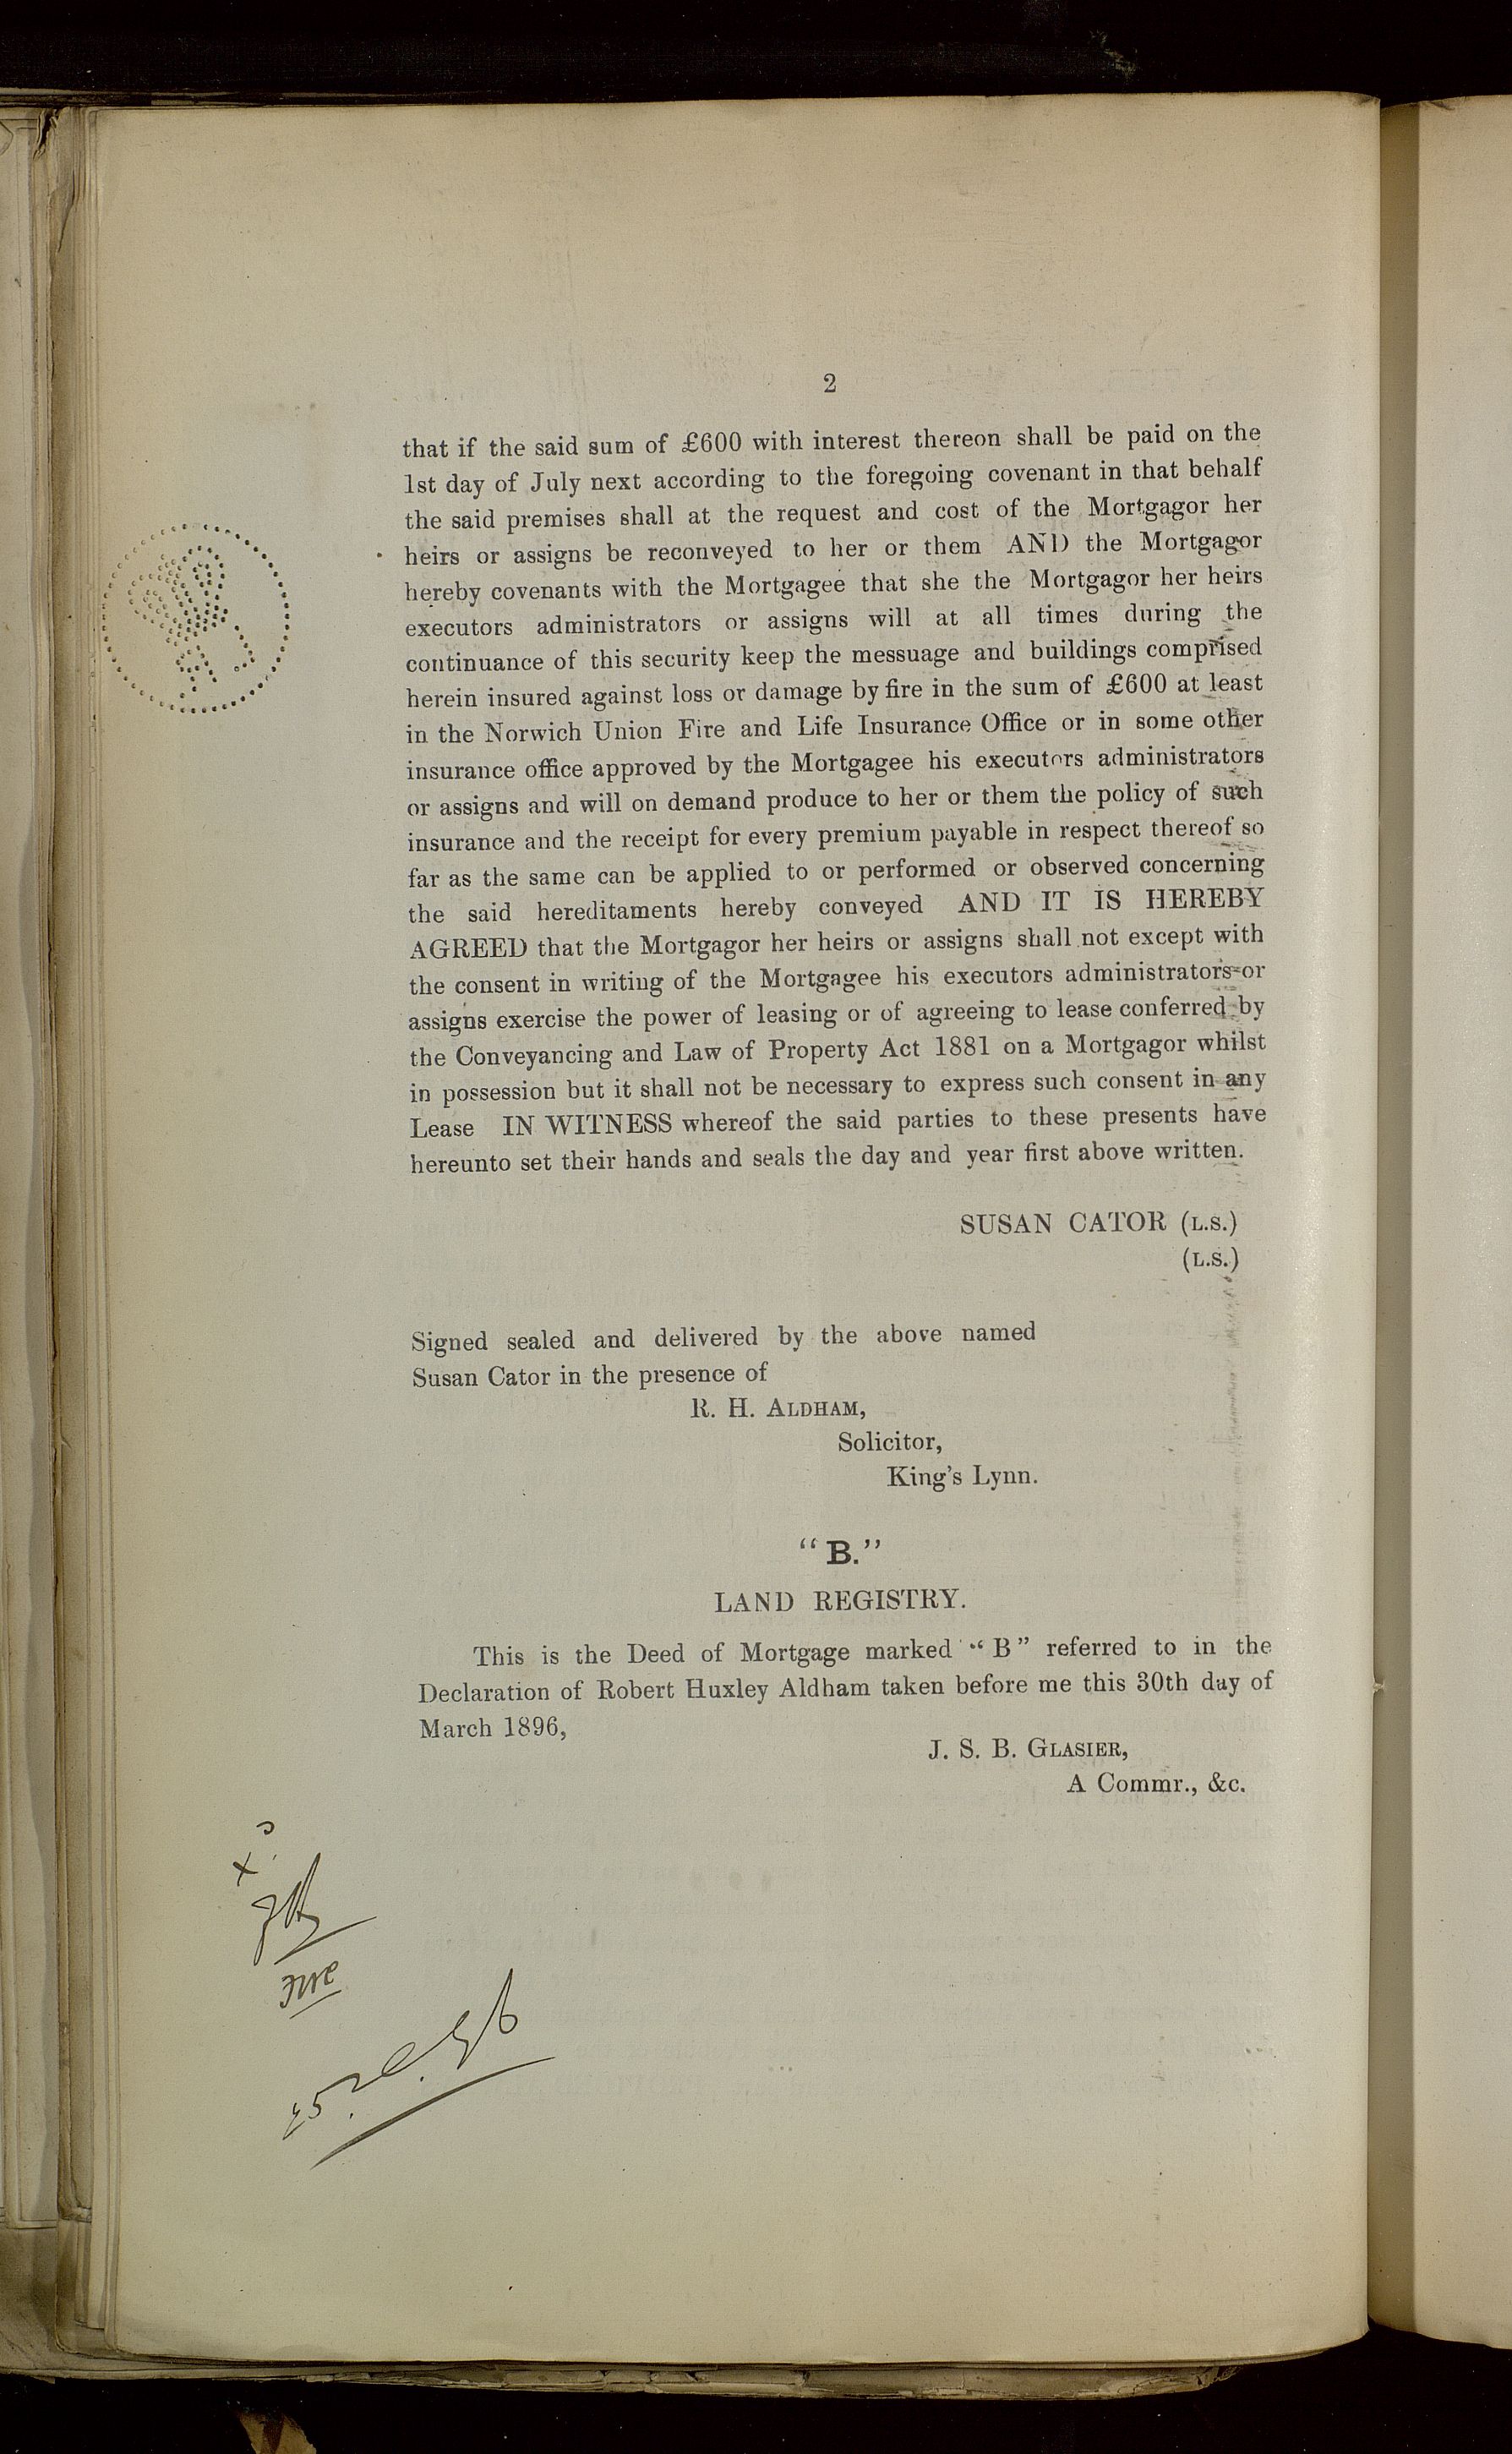 2
that if the said sum of £600 with interest thereon shall be paid on the
1st day of July next according to the foregoing covenant in that behalf
the said premises shall at the request and cost of the Mortgagor her
heirs or assigns be reconveyed to her or them AND the Mortgagor
hereby covenants with the Mortgagee that she the Mortgagor her heirs
executors administrators or assigns will at all times during the
continuance of this security keep the messuage and buildings comprised
herein insured against loss or damage by fire in the sum of £600 at least
in the Norwich Union Fire and Life Insurance Office or in some other
insurance office approved by the Mortgagee his executors administrators
or assigns and will on demand produce to her or them the policy of such
insurance and the receipt for every premium payable in respect thereof so
far as the same can be applied to or performed or observed concerning
the said hereditaments hereby conveyed AND IT IS HEREBY
AGREED that the Mortgagor her heirs or assigns shall not except with
the consent in writing of the Mortgagee his executors administrators or
assigns exercise the power of leasing or of agreeing to lease conferred by
the Conveyancing and Law of Property Act 1881 on a Mortgagor whilst
in possession but it shall not be necessary to express such consent in any
Lease IN WITNESS whereof the said parties to these presents have
hereunto set their hands and seals the day and year first above written.
SUSAN CATOR (L.S.)
(L.S.)
Signed sealed and delivered by the above named
Susan Cator in the presence of
R. H. ALDHAM,
Solicitor,
King's Lynn.
"B."
LAND REGISTRY.
This is the Deed of Mortgage marked "B" referred to in the
Declaration of Robert Huxley Aldham taken before me this 30th day of
March 1896,
J. S. B. GLASIER,
A Commr., &c.